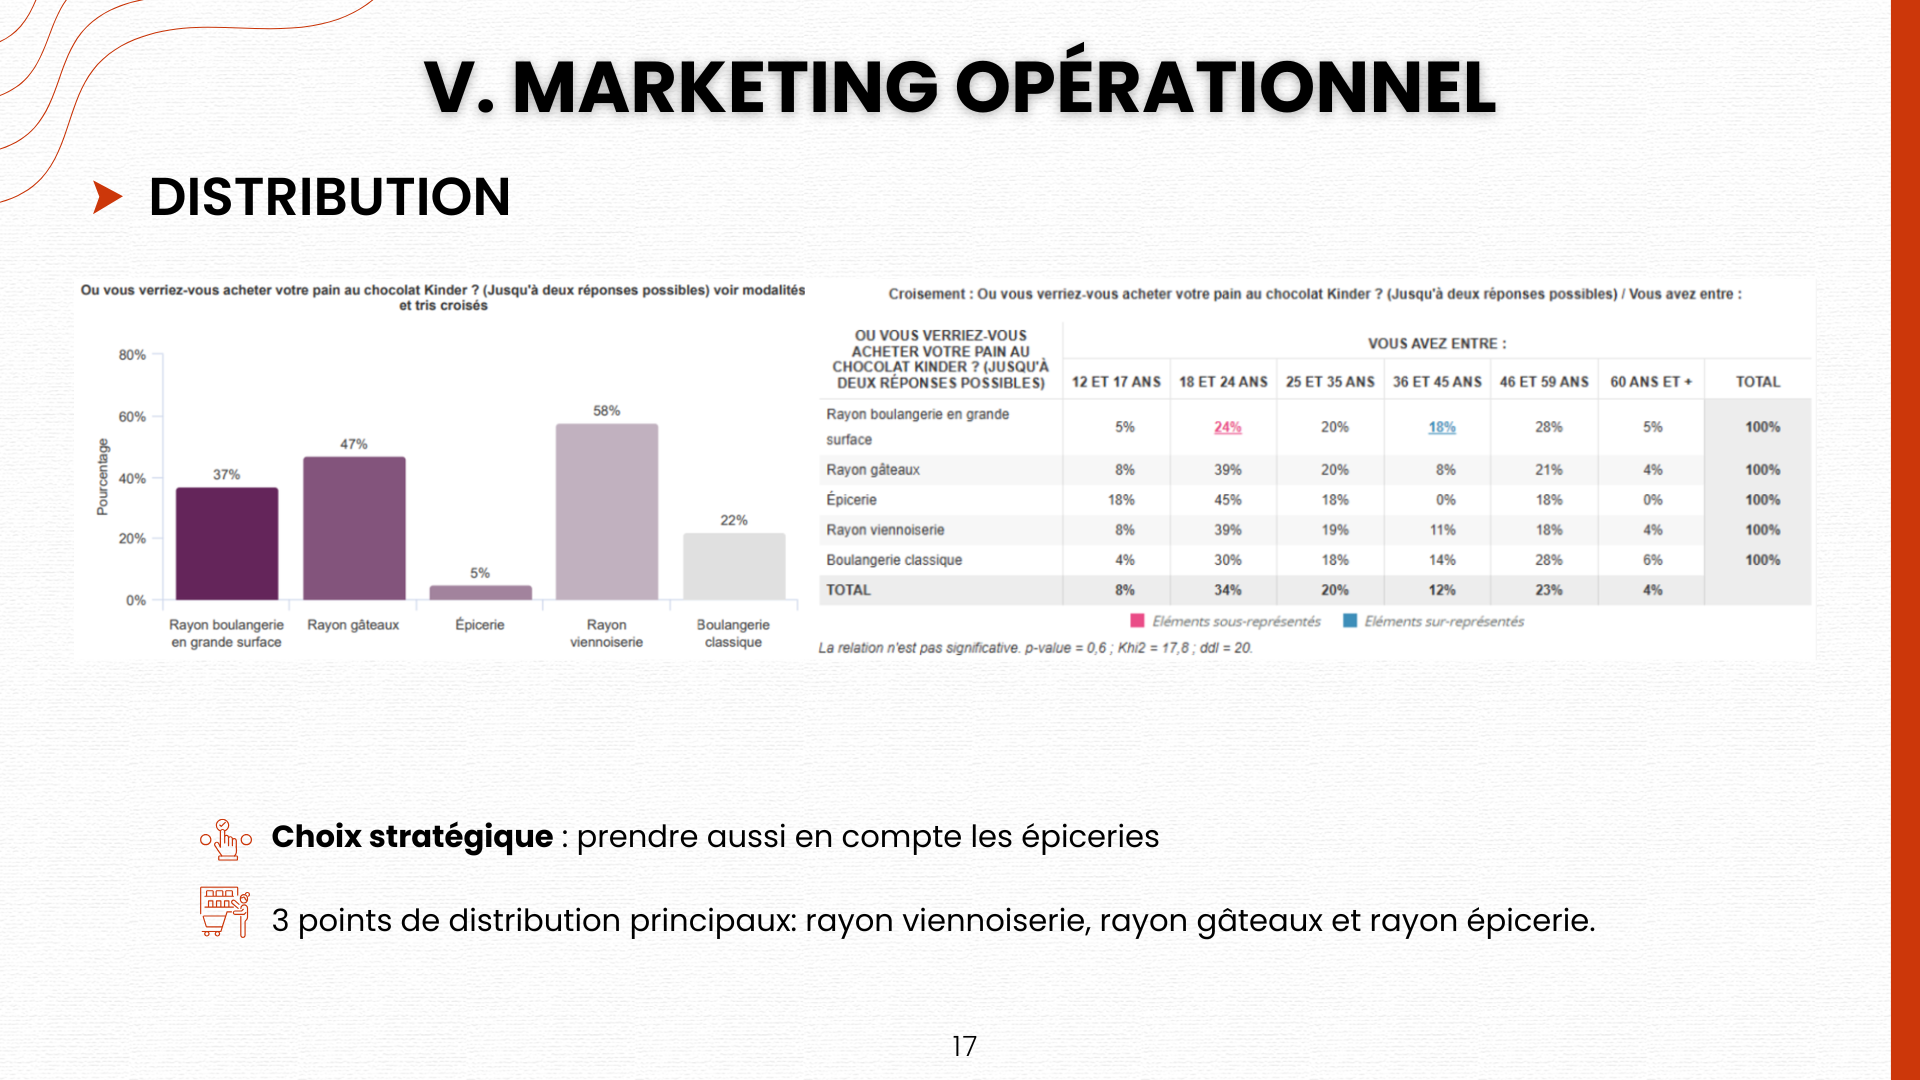 V. MARKETING OPÉRATIONNEL
DISTRIBUTION
Ou vous verriez-vous acheter votre pain au chocolat Kinder ? (Jusqu'à deux réponses possibles) voir modalités
et tris croisés
Pourcentage
80%
60%
40%
20%
0%
37%
47%
5%
58%
22%
Rayon boulangerie
en grande surface
Rayon gâteaux
Épicerie
Rayon
viennoiserie
Boulangerie
classique
Croisement : Ou vous verriez-vous acheter votre pain au chocolat Kinder ? (Jusqu'à deux réponses possibles) / Vous avez entre :
OU VOUS VERRIEZ-VOUS
ACHETER VOTRE PAIN AU
CHOCOLAT KINDER ? (JUSQU'À
DEUX RÉPONSES POSSIBLES)
VOUS AVEZ ENTRE :
12 ET 17 ANS 18 ET 24 ANS 25 ET 35 ANS 36 ET 45 ANS 46 ET 59 ANS 60 ANS ET + TOTAL
Rayon boulangerie en grande
surface
5% 24% 20% 18% 28% 5% 100%
Rayon gâteaux 8% 39% 20% 8% 21% 4% 100%
Épicerie 18% 45% 18% 0% 18% 0% 100%
Rayon viennoiserie 8% 39% 19% 11% 18% 4% 100%
Boulangerie classique 4% 30% 18% 14% 28% 6% 100%
TOTAL 8% 34% 20% 12% 23% 4%
Eléments sous-représentés Eléments sur-représentés
La relation n'est pas significative. p-value = 0,6 ; Khi2 = 17,8 ; ddl = 20.
Choix stratégique : prendre aussi en compte les épiceries
3 points de distribution principaux: rayon viennoiserie, rayon gâteaux et rayon épicerie.
17